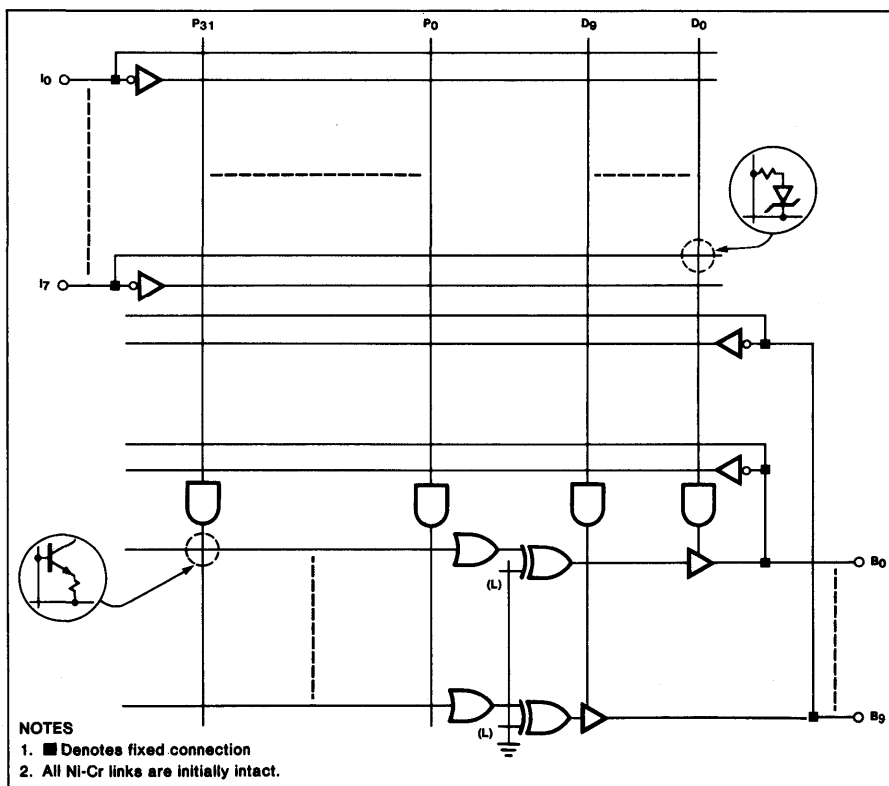 P31 P0 D9 D0
I0
I7
(L)
B0
(L)
B9
NOTES
1. ■ Denotes fixed connection
2. All Ni-Cr links are initially intact.